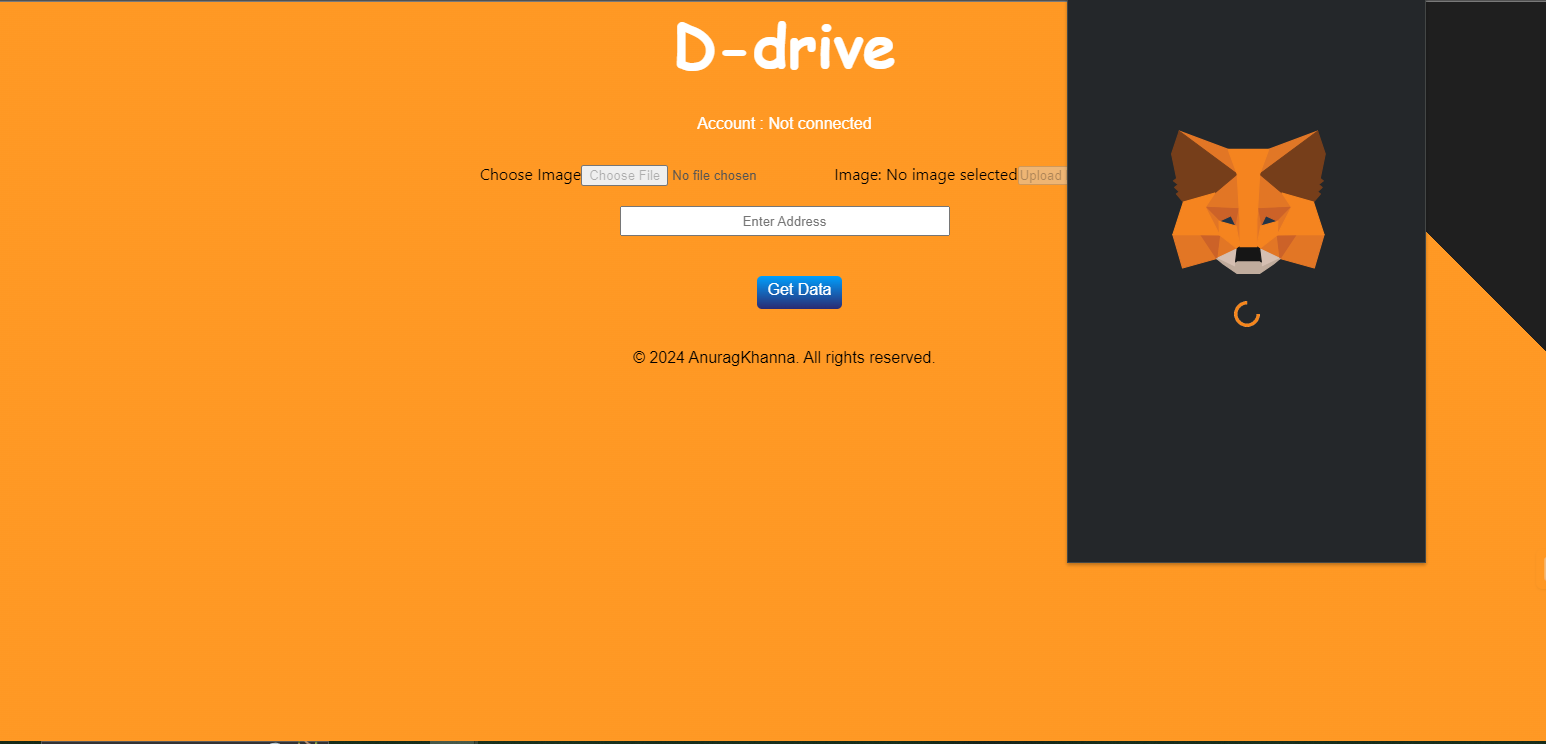 D-drive
Account : Not connected
Choose Image Choose File No file chosen Image: No image selected Upload
Enter Address
Get Data
© 2024 AnuragKhanna. All rights reserved.